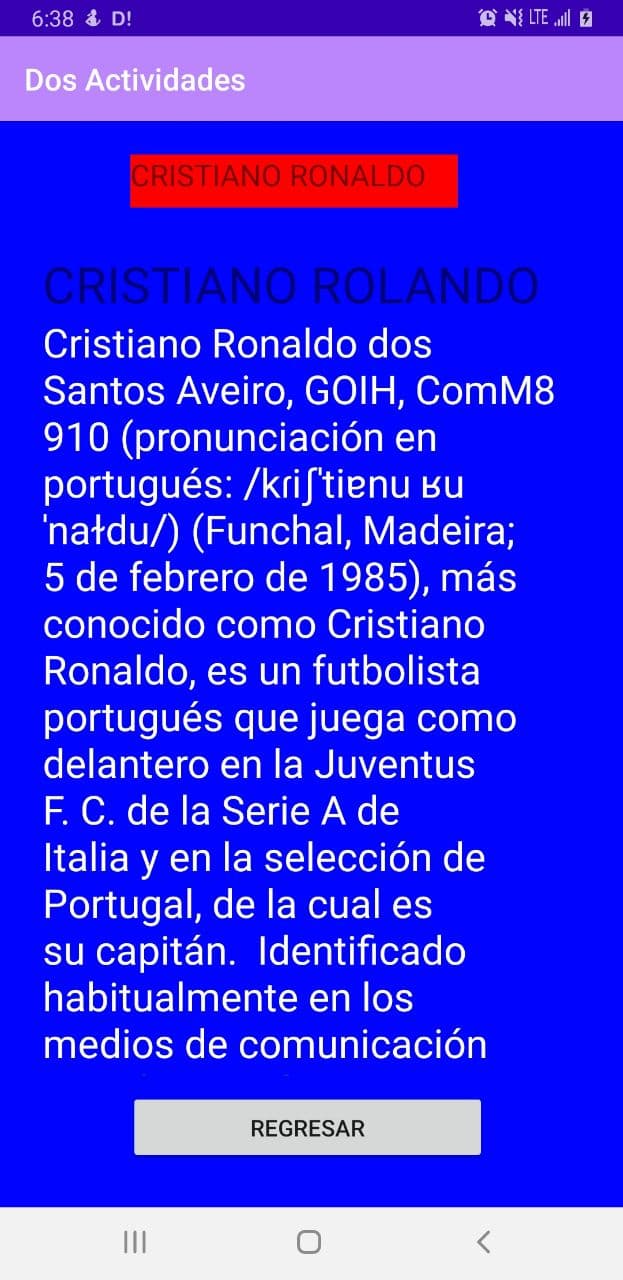 6:38 D! LTE
Dos Actividades
CRISTIANO RONALDO
CRISTIANO ROLANDO
Cristiano Ronaldo dos
Santos Aveiro, GOIH, ComM8
910 (pronunciación en
portugués: /kɾiʃˈtiɐnu ʁu
ˈnałdu/) (Funchal, Madeira;
5 de febrero de 1985), más
conocido como Cristiano
Ronaldo, es un futbolista
portugués que juega como
delantero en la Juventus
F. C. de la Serie A de
Italia y en la selección de
Portugal, de la cual es
su capitán.  Identificado
habitualmente en los
medios de comunicación
REGRESAR